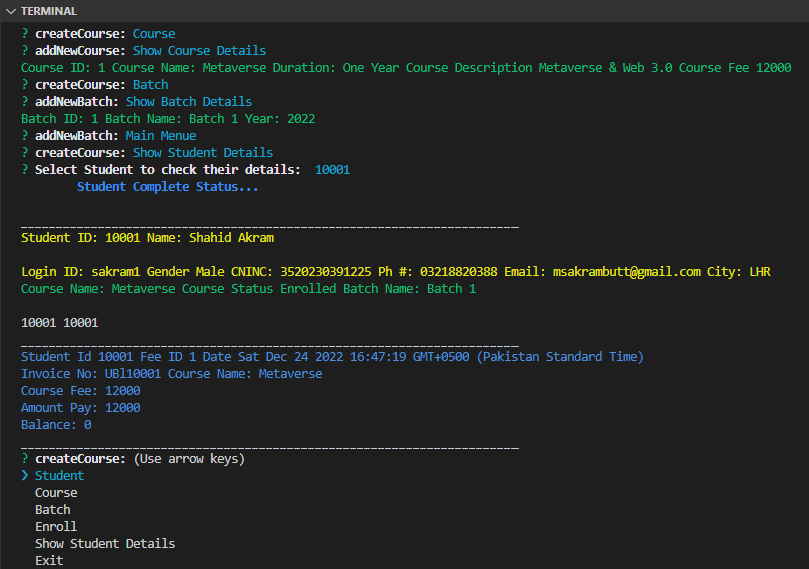 TERMINAL
? createCourse: Course
? addNewCourse: Show Course Details
Course ID: 1 Course Name: Metaverse Duration: One Year Course Description Metaverse & Web 3.0 Course Fee 12000
? createCourse: Batch
? addNewBatch: Show Batch Details
Batch ID: 1 Batch Name: Batch 1 Year: 2022
? addNewBatch: Main Menue
? createCourse: Show Student Details
? Select Student to check their details:  10001
Student Complete Status...
Student ID: 10001 Name: Shahid Akram
Login ID: sakram1 Gender Male CNINC: 3520230391225 Ph #: 03218820388 Email: msakrambutt@gmail.com City: LHR
Course Name: Metaverse Course Status Enrolled Batch Name: Batch 1
10001 10001
Student Id 10001 Fee ID 1 Date Sat Dec 24 2022 16:47:19 GMT+0500 (Pakistan Standard Time)
Invoice No: UBl10001 Course Name: Metaverse
Course Fee: 12000
Amount Pay: 12000
Balance: 0
? createCourse: (Use arrow keys)
❯ Student
Course
Batch
Enroll
Show Student Details
Exit